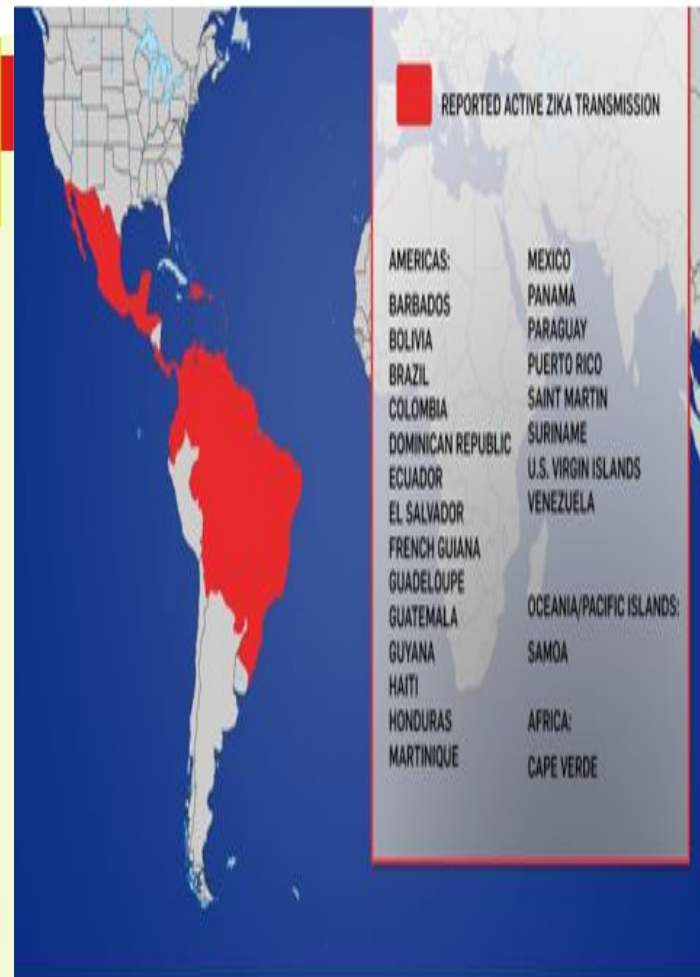 REPORTED ACTIVE ZIKA TRANSMISSION
AMERICAS:
BARBADOS
BOLIVIA
BRAZIL
COLOMBIA
DOMINICAN REPUBLIC
ECUADOR
EL SALVADOR
FRENCH GUIANA
GUADELOUPE
GUATEMALA
GUYANA
HAITI
HONDURAS
MARTINIQUE
MEXICO
PANAMA
PARAGUAY
PUERTO RICO
SAINT MARTIN
SURINAME
U.S. VIRGIN ISLANDS
VENEZUELA
OCEANIA/PACIFIC ISLANDS:
SAMOA
AFRICA:
CAPE VERDE